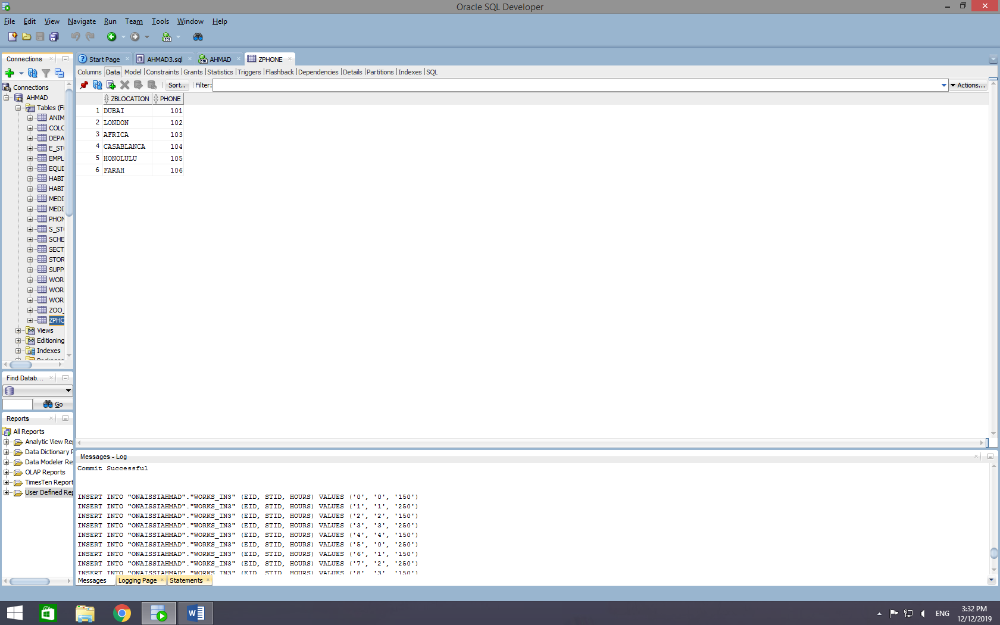 Oracle SQL Developer
File Edit View Navigate Run Team Tools Window Help
Connections
Start Page AHMAD3.sql AHMAD ZPHONE
Columns Data Model Constraints Grants Statistics Triggers Flashback Dependencies Details Partitions Indexes SQL
Sort.. Filter: Actions...
ZBLOCATION PHONE
1 DUBAI 101
2 LONDON 102
3 AFRICA 103
4 CASABLANCA 104
5 HONOLULU 105
6 FARAH 106
Connections
AHMAD
Tables (Fi
ANIM
COLO
DEPA
E_STO
EMPL
EQUI
HABI
HABI
MEDI
MEDI
PHON
S_STO
SCHE
SECT
STOR
SUPP
WOR
WOR
WOR
ZOO_
ZPHO
Views
Editioning
Indexes
Find Datab...
Go
Reports
All Reports
Analytic View Rep
Data Dictionary R
Data Modeler Re
OLAP Reports
TimesTen Report
User Defined Rep
Messages - Log
Commit Successful
INSERT INTO "ONAISSIAHMAD"."WORKS_IN3" (EID, STID, HOURS) VALUES ('0', '0', '150')
INSERT INTO "ONAISSIAHMAD"."WORKS_IN3" (EID, STID, HOURS) VALUES ('1', '1', '250')
INSERT INTO "ONAISSIAHMAD"."WORKS_IN3" (EID, STID, HOURS) VALUES ('2', '2', '150')
INSERT INTO "ONAISSIAHMAD"."WORKS_IN3" (EID, STID, HOURS) VALUES ('3', '3', '250')
INSERT INTO "ONAISSIAHMAD"."WORKS_IN3" (EID, STID, HOURS) VALUES ('4', '4', '150')
INSERT INTO "ONAISSIAHMAD"."WORKS_IN3" (EID, STID, HOURS) VALUES ('5', '0', '250')
INSERT INTO "ONAISSIAHMAD"."WORKS_IN3" (EID, STID, HOURS) VALUES ('6', '1', '150')
INSERT INTO "ONAISSIAHMAD"."WORKS_IN3" (EID, STID, HOURS) VALUES ('7', '2', '250')
INSERT INTO "ONAISSIAHMAD"."WORKS_IN3" (EID, STID, HOURS) VALUES ('8', '3', '150')
Messages Logging Page Statements
ENG 3:32 PM
12/12/2019